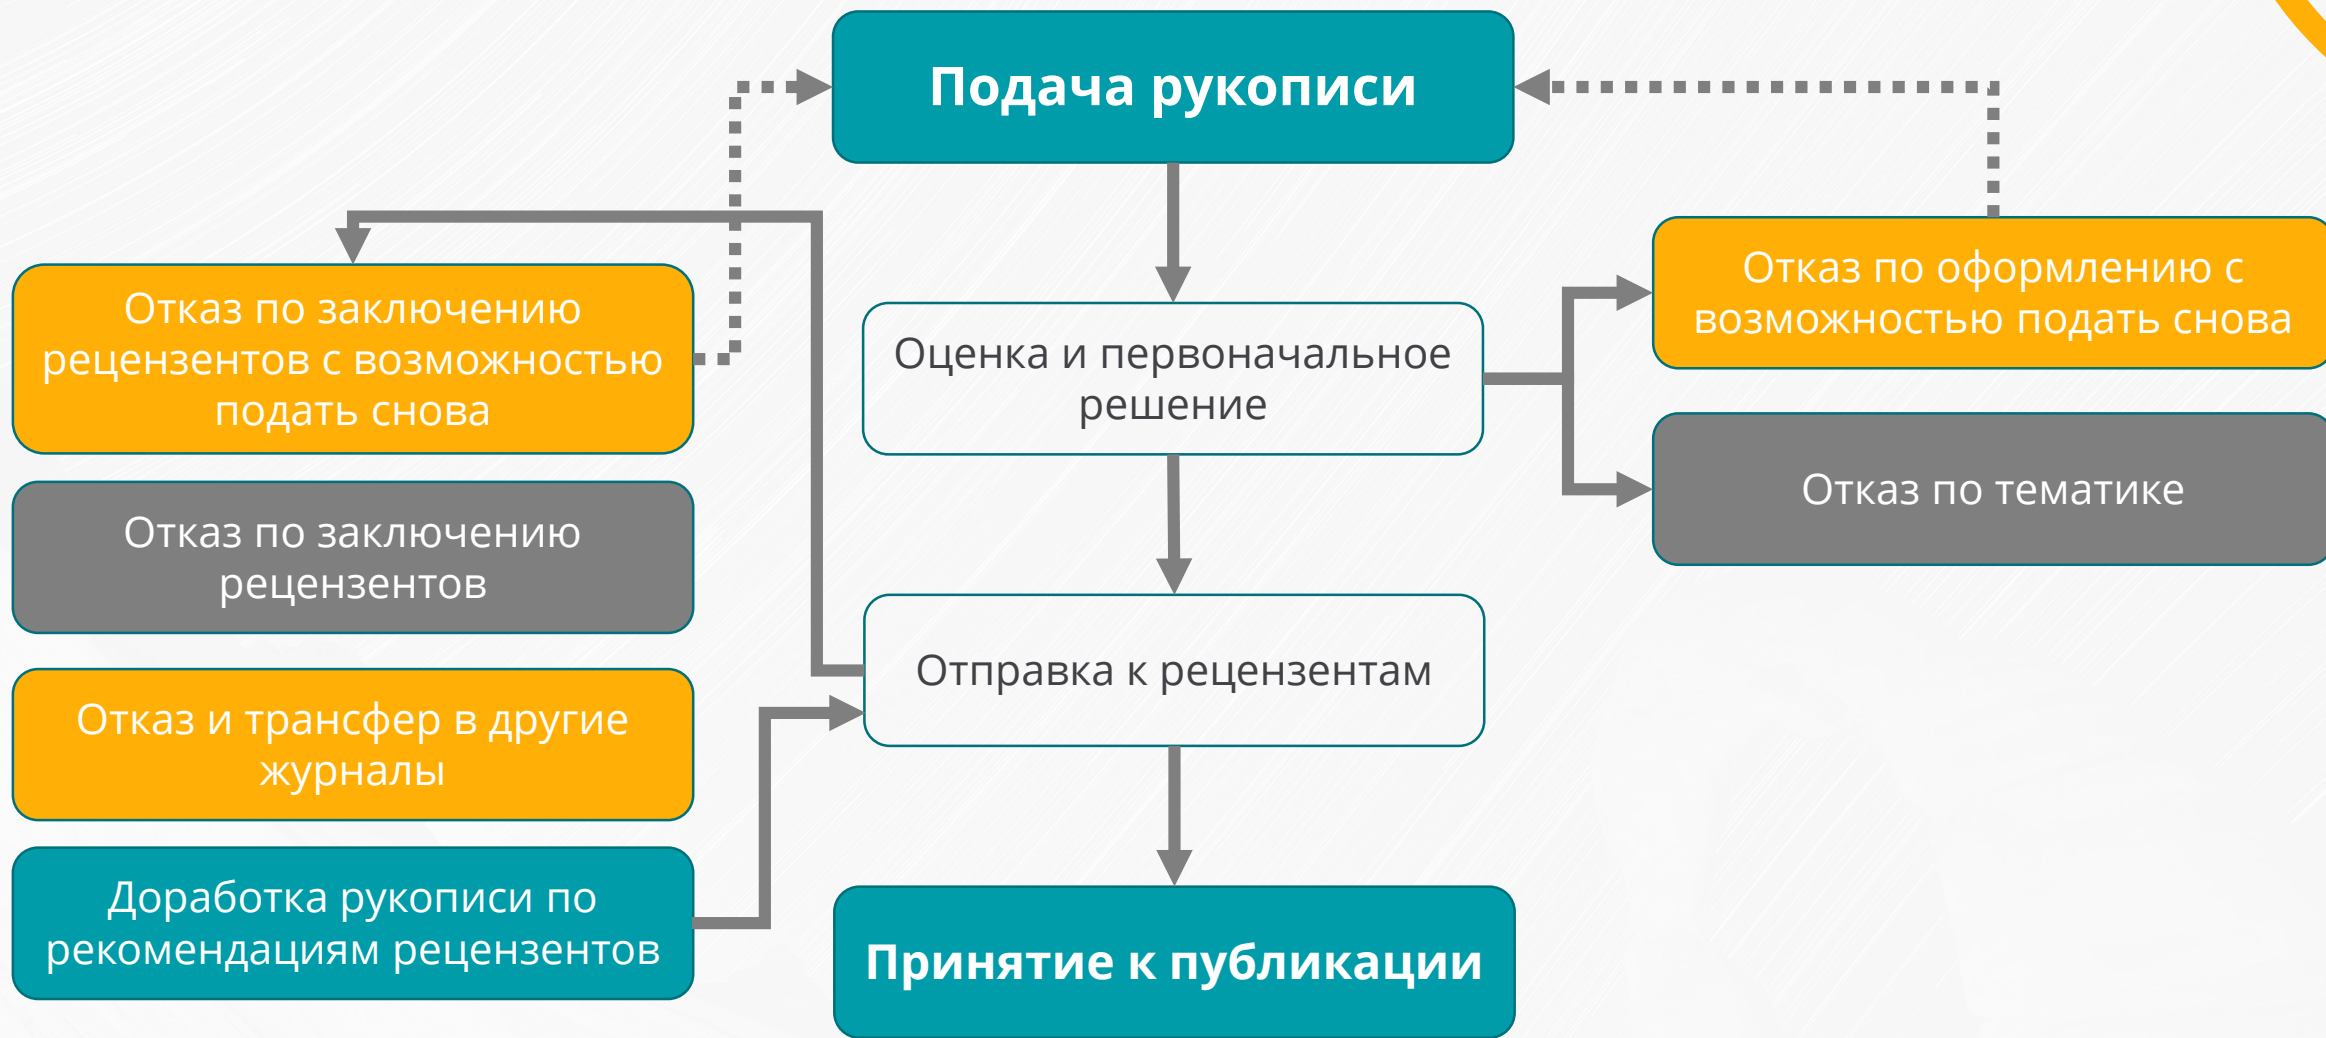 Подача рукописи
Отказ по заключению
рецензентов с возможностью
подать снова
Отказ по заключению
рецензентов
Отказ и трансфер в другие
журналы
Доработка рукописи по
рекомендациям рецензентов
Оценка и первоначальное
решение
Отправка к рецензентам
Принятие к публикации
Отказ по оформлению с
возможностью подать снова
Отказ по тематике